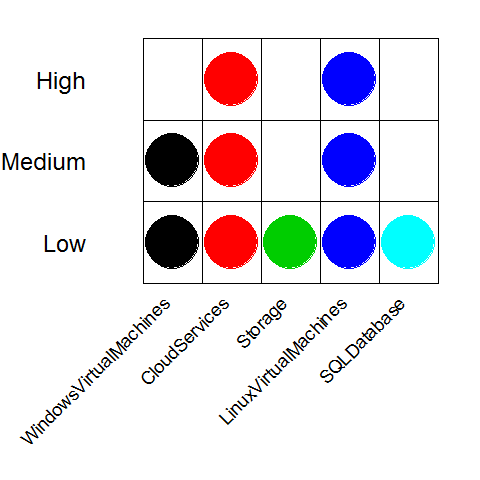 High
Medium
Low
WindowsVirtualMachines
CloudServices
Storage
LinuxVirtualMachines
SQLDatabase